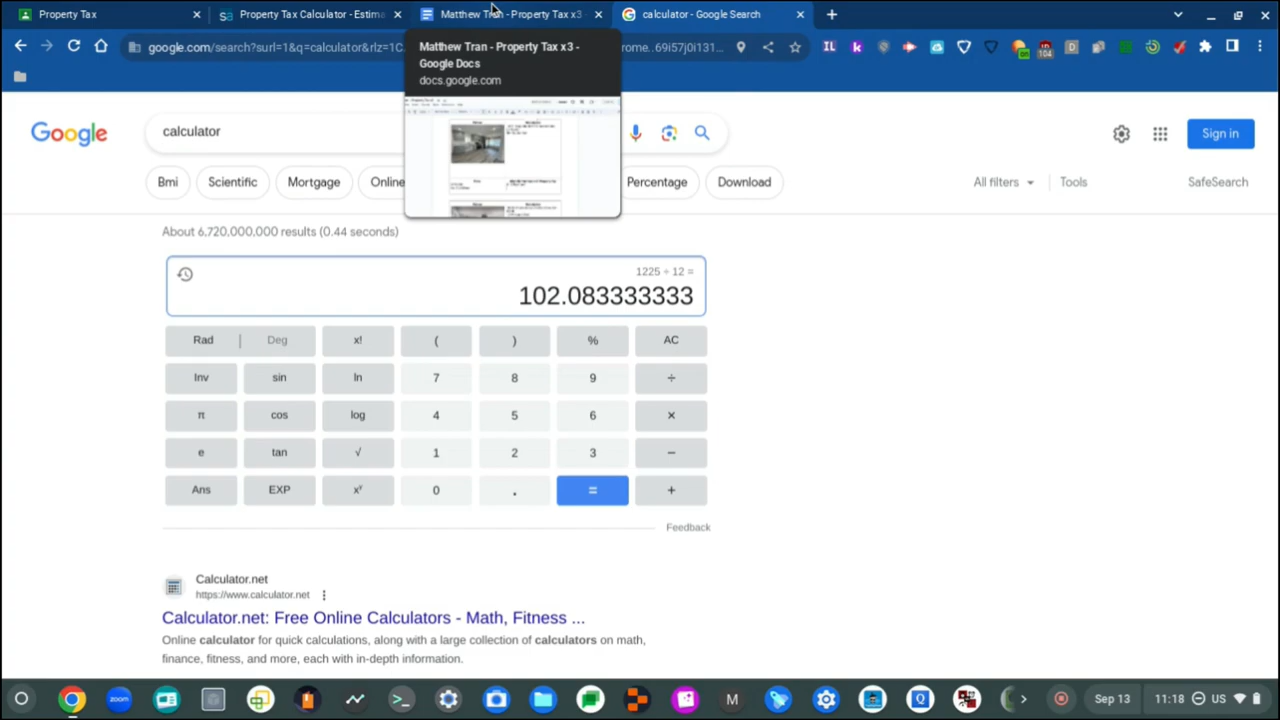 Property Tax
Property Tax Calculator - Estima
Matthew Tran - Property Tax x3
calculator - Google Search
google.com/search?surl=1&q=calculator&rlz=1C
rome..69i57j0i131...
Matthew Tran - Property Tax x3 -
Google Docs
docs.google.com
Google
calculator
Sign in
Bmi
Scientific
Mortgage
Online
Percentage
Download
All filters
Tools
SafeSearch
About 6,720,000,000 results (0.44 seconds)
1225 ÷ 12 =
102.083333333
Rad | Deg x! ( ) % AC
Inv sin ln 7 8 9 ÷
π cos log 4 5 6 ×
e tan √ 1 2 3 −
Ans EXP xʸ 0 . = +
Feedback
Calculator.net
https://www.calculator.net
Calculator.net: Free Online Calculators - Math, Fitness ...
Online calculator for quick calculations, along with a large collection of calculators on math,
finance, fitness, and more, each with in-depth information.
zoom
M
Q
Sep 13
11:18
US